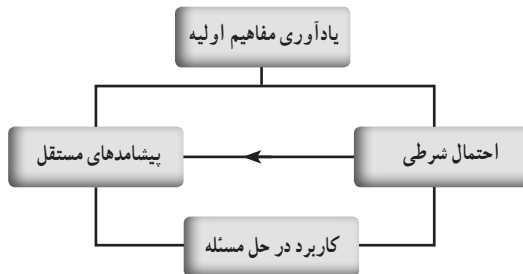 یادآوری مفاهیم اولیه
احتمال شرطی
پیشامدهای مستقل
کاربرد در حل مسئله